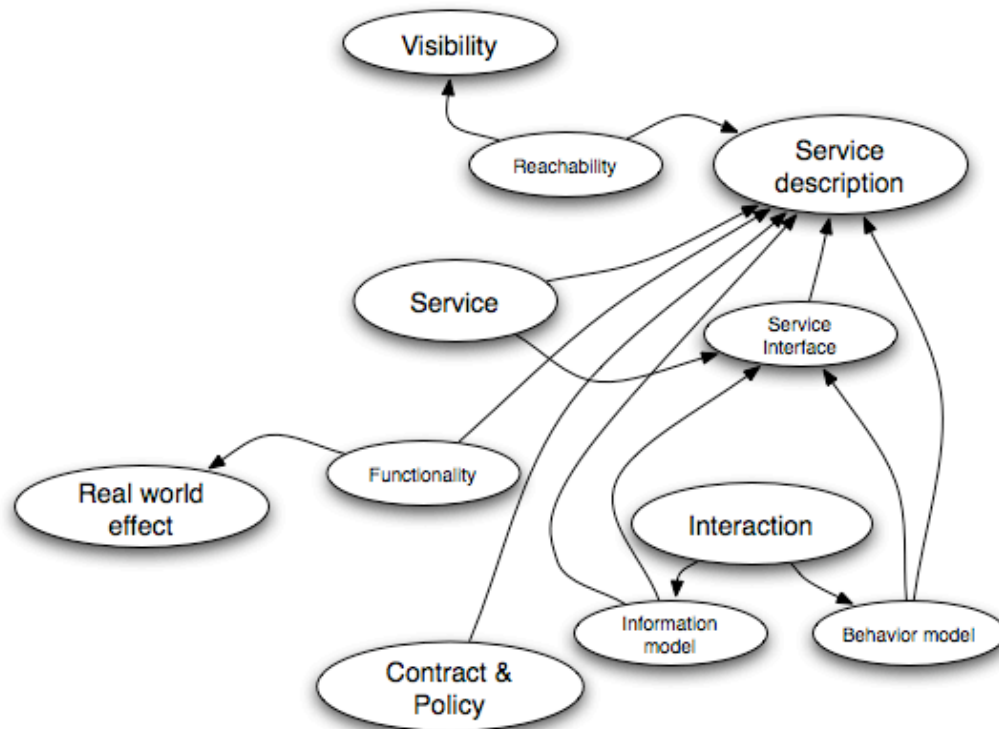 Visibility
Reachability
Service
description
Service
Service
Interface
Functionality
Real world
effect
Interaction
Information
model
Behavior model
Contract &
Policy